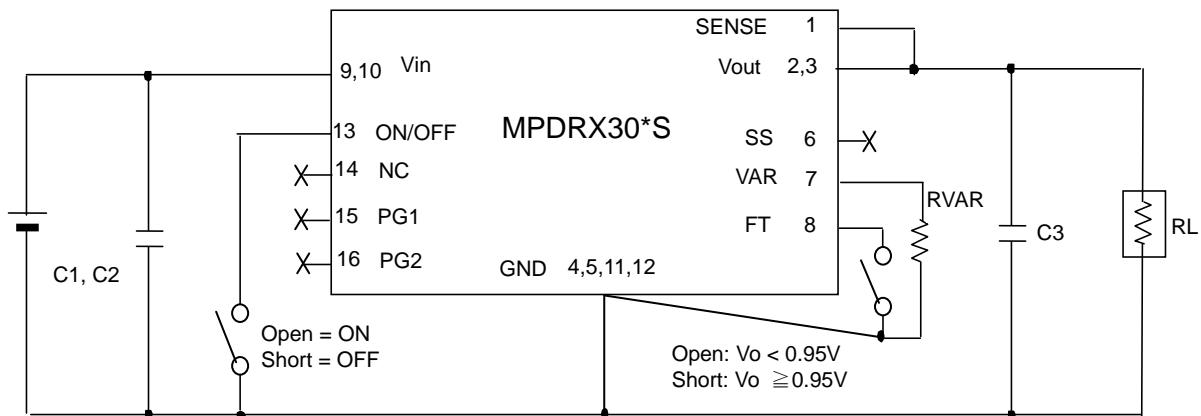 SENSE 1
9,10 Vin
Vout 2,3
13 ON/OFF
MPDRX30*S
SS 6
14 NC
VAR 7
RVAR
15 PG1
FT 8
16 PG2
GND 4,5,11,12
C1, C2
C3
RL
Open = ON
Short = OFF
Open: Vo < 0.95V
Short: Vo ≧0.95V